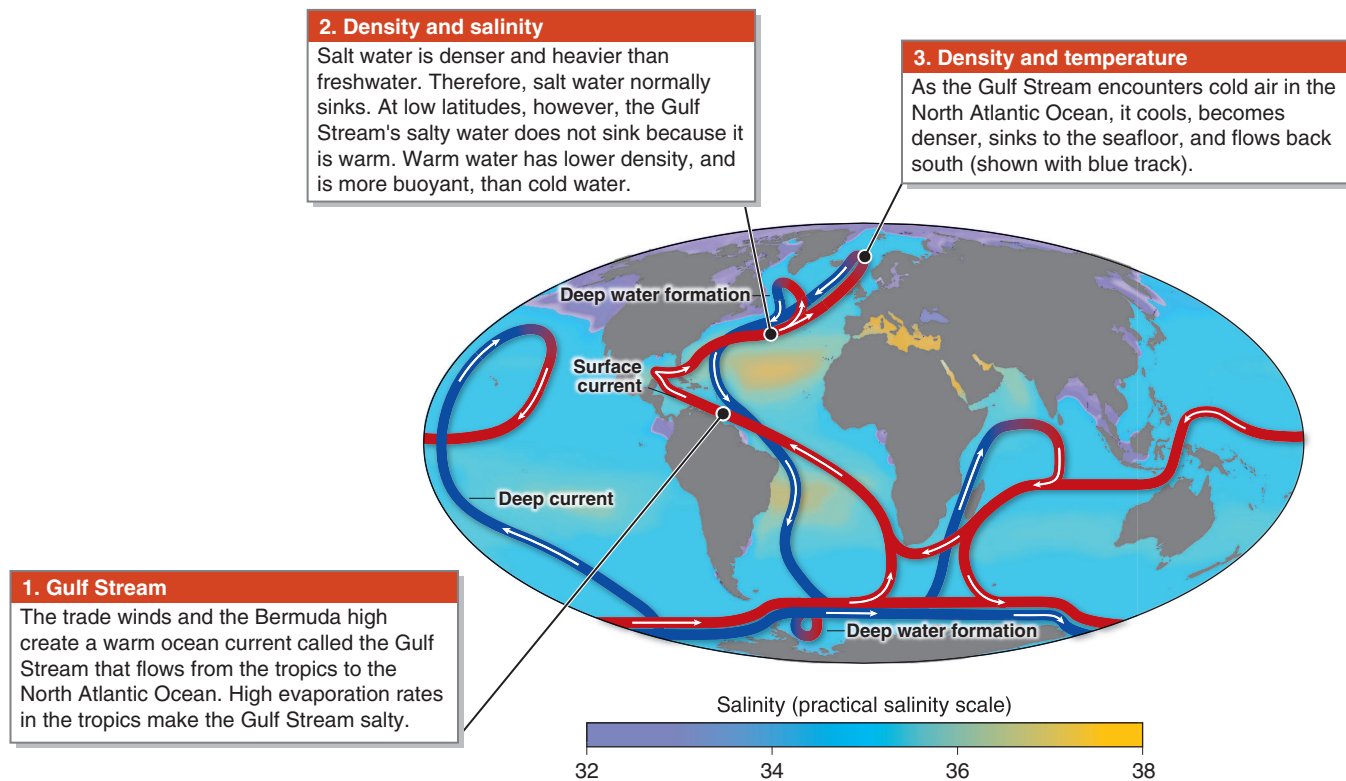 2. Density and salinity
Salt water is denser and heavier than
freshwater. Therefore, salt water normally
sinks. At low latitudes, however, the Gulf
Stream's salty water does not sink because it
is warm. Warm water has lower density, and
is more buoyant, than cold water.
3. Density and temperature
As the Gulf Stream encounters cold air in the
North Atlantic Ocean, it cools, becomes
denser, sinks to the seafloor, and flows back
south (shown with blue track).
Deep water formation
Surface
current
Deep current
1. Gulf Stream
The trade winds and the Bermuda high
create a warm ocean current called the Gulf
Stream that flows from the tropics to the
North Atlantic Ocean. High evaporation rates
in the tropics make the Gulf Stream salty.
Deep water formation
Salinity (practical salinity scale)
32 34 36 38